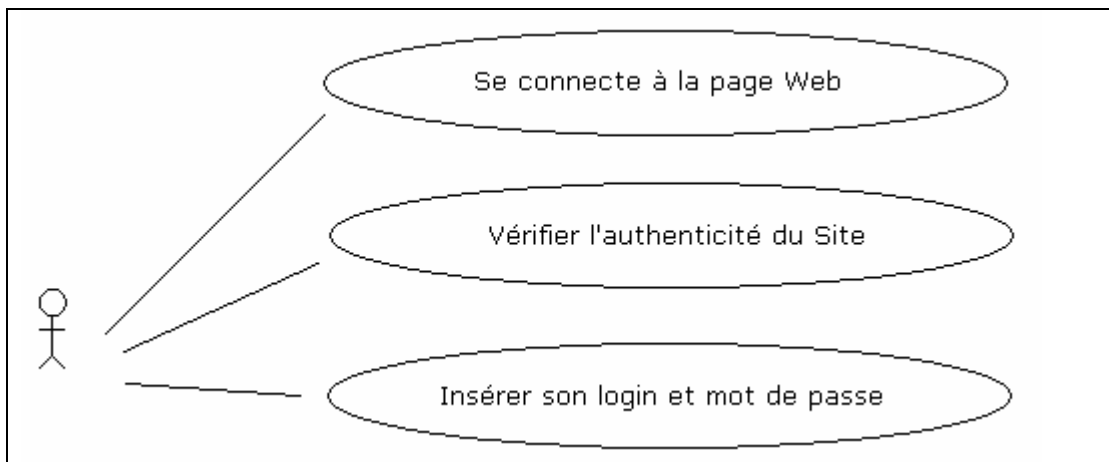 Se connecte à la page Web
Vérifier l'authenticité du Site
Insérer son login et mot de passe